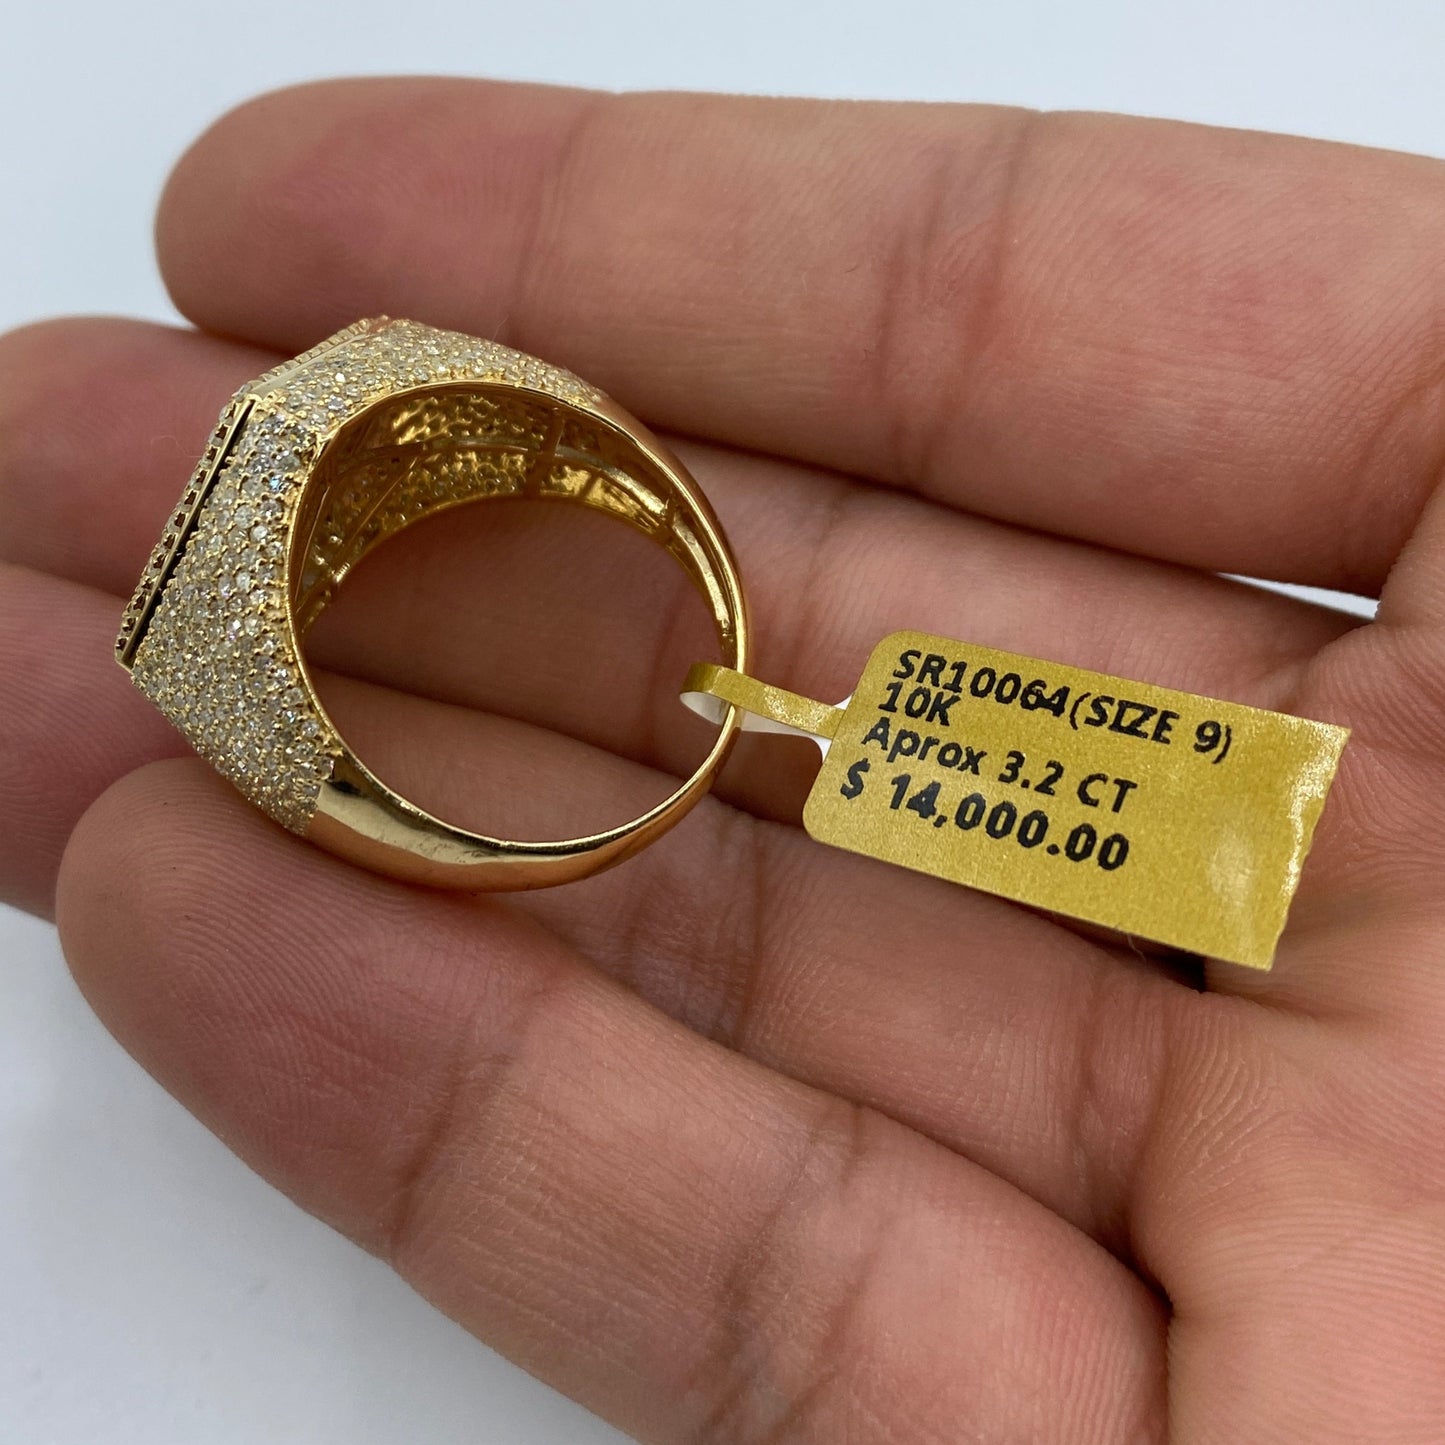 SR10064(SIZE 9)
10K
Aprox 3.2 CT
$ 14,000.00